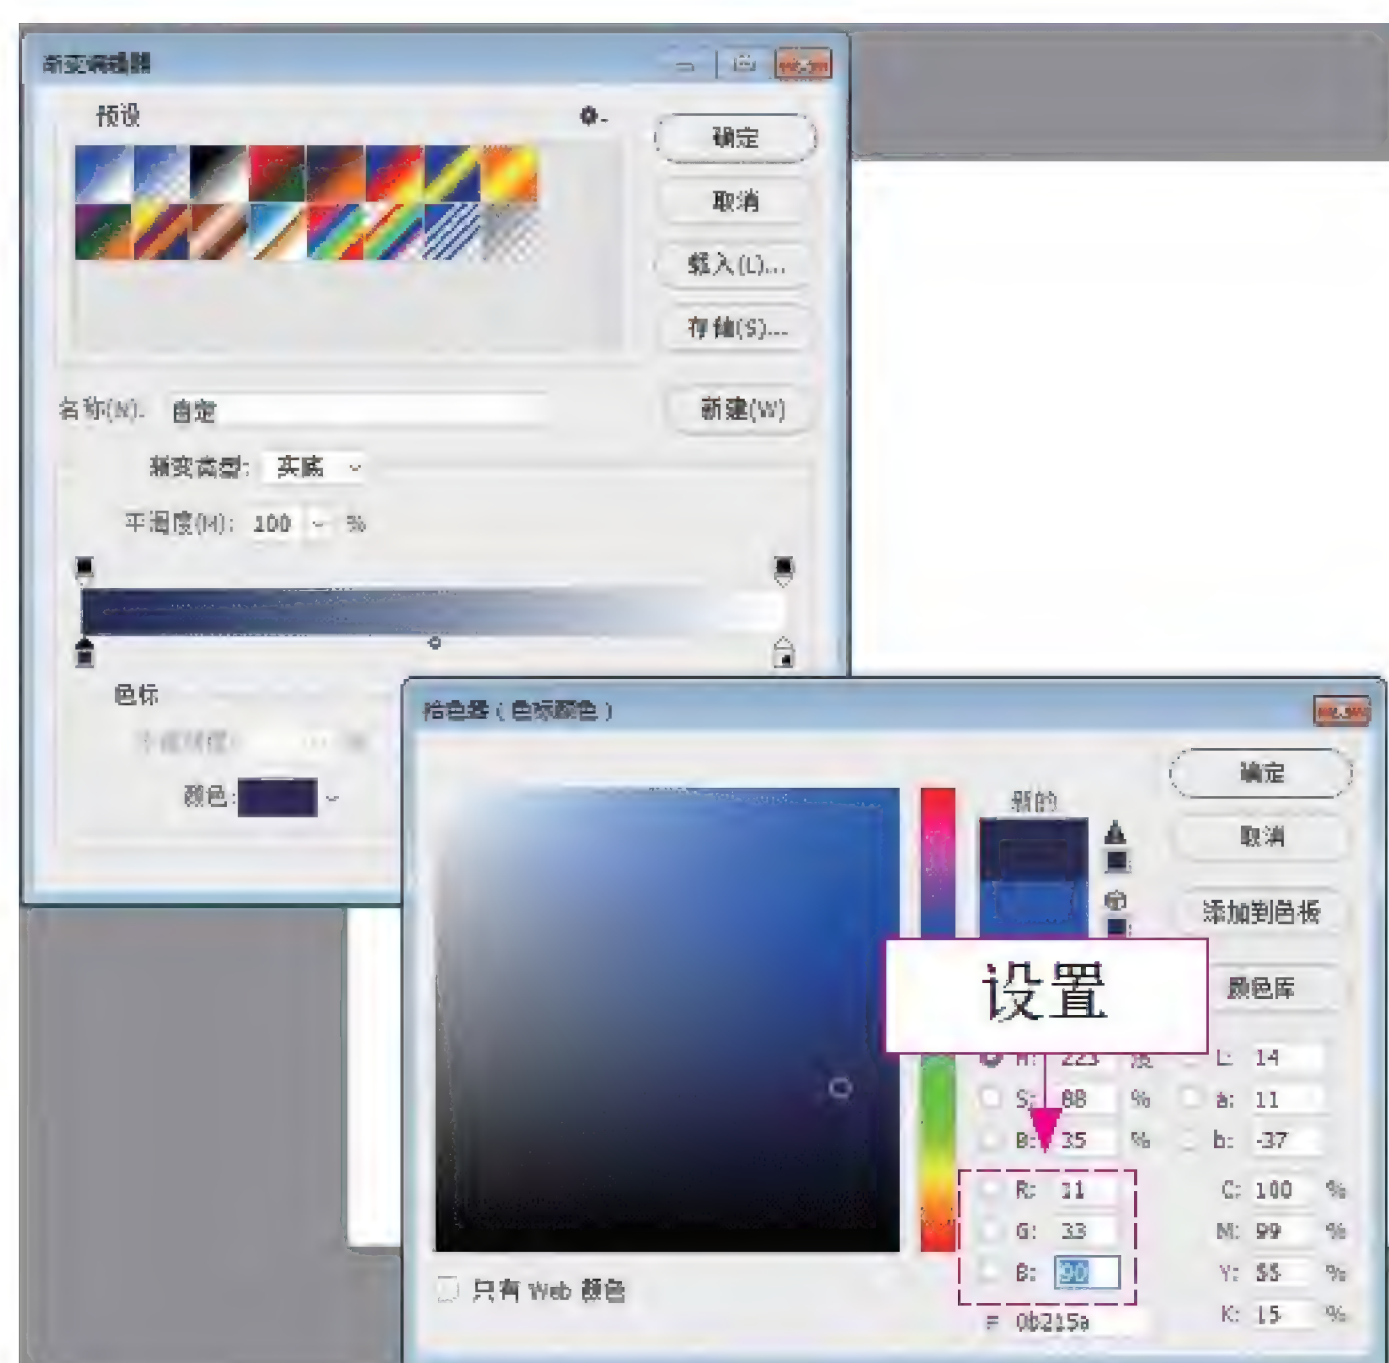 渐变编辑器
预设
确定
取消
载入(L)...
存储(S)...
名称(N):
自定
新建(W)
渐变类型: 实底
平滑度(M): 100 %
色标
颜色:
拾色器（色标颜色）
新的
确定
取消
添加到色板
颜色库
设置
H: 223 度
L: 14
S: 88 %
a: 11
B: 35 %
b: -37
R: 11
C: 100 %
G: 33
M: 99 %
B: 90
Y: 55 %
只有 Web 颜色
# 0b215a
K: 15 %